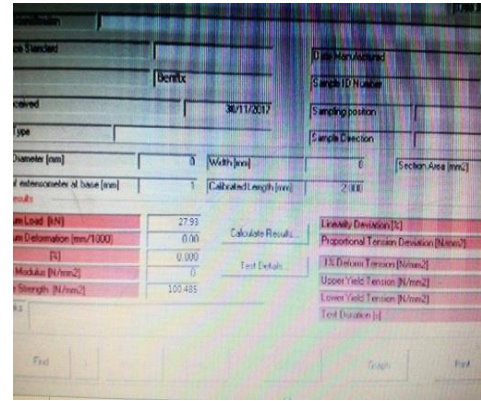 ce Standard Date Manufactured
Benfix Sample ID Number
ceived 30/11/2017 Sampling position
Type Sample Direction
Diameter [mm] 0 Width [mm] 0 Section Area [mm2]
l extensometer at base [mm] 1 Calibrated Length [mm] 2.000
esults
um Load [kN] 27.93 Calculate Results... Linearity Deviation [%]
um Deformation [mm/1000] 0.00 Proportional Tension Deviation [N/mm2]
[%] 0.000 Test Details... 1% Deform Tension [N/mm2]
Modulus [N/mm2] 0 Upper Yield Tension [N/mm2]
Strength [N/mm2] 100.485 Lower Yield Tension [N/mm2]
ks Test Duration [s]
Find Graph Print